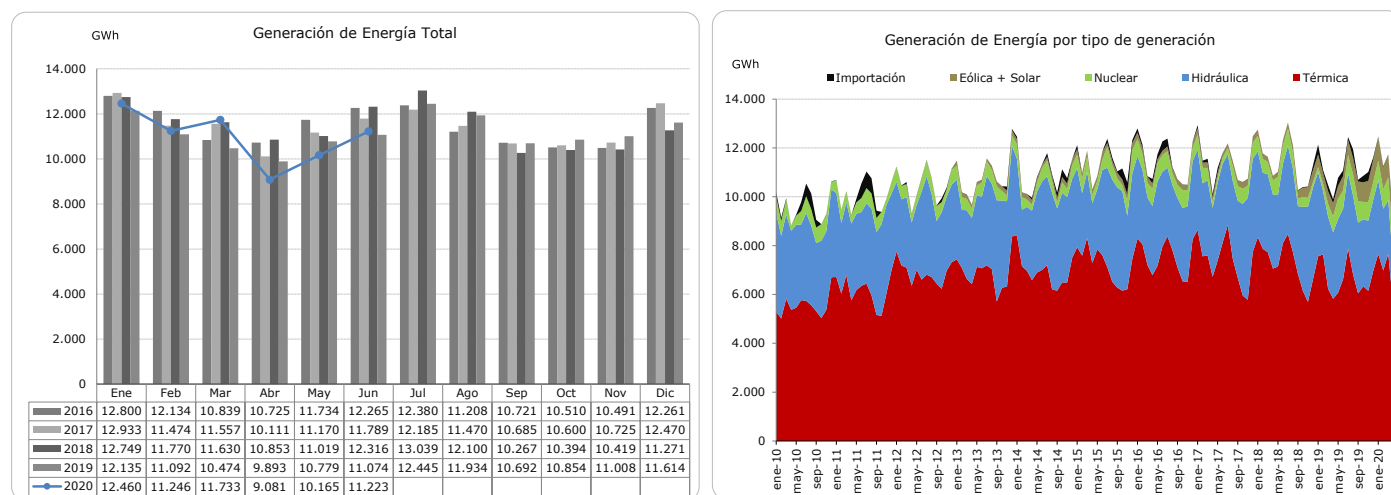 Generación de Energía Total
GWh
14.000
12.000
10.000
8.000
6.000
4.000
2.000
0
Ene Feb Mar Abr May Jun Jul Ago Sep Oct Nov Dic
2016 12.800 12.134 10.839 10.725 11.734 12.265 12.380 11.208 10.721 10.510 10.491 12.261
2017 12.933 11.474 11.557 10.111 11.170 11.789 12.185 11.470 10.685 10.600 10.725 12.470
2018 12.749 11.770 11.630 10.853 11.019 12.316 13.039 12.100 10.267 10.394 10.419 11.271
2019 12.135 11.092 10.474 9.893 10.779 11.074 12.445 11.934 10.692 10.854 11.008 11.614
2020 12.460 11.246 11.733 9.081 10.165 11.223
Generación de Energía por tipo de generación
GWh
Importación Eólica + Solar Nuclear Hidráulica Térmica
14.000
12.000
10.000
8.000
6.000
4.000
2.000
0
ene-10 may-10 sep-10 ene-11 may-11 sep-11 ene-12 may-12 sep-12 ene-13 may-13 sep-13 ene-14 may-14 sep-14 ene-15 may-15 sep-15 ene-16 may-16 sep-16 ene-17 may-17 sep-17 ene-18 may-18 sep-18 ene-19 may-19 sep-19 ene-20